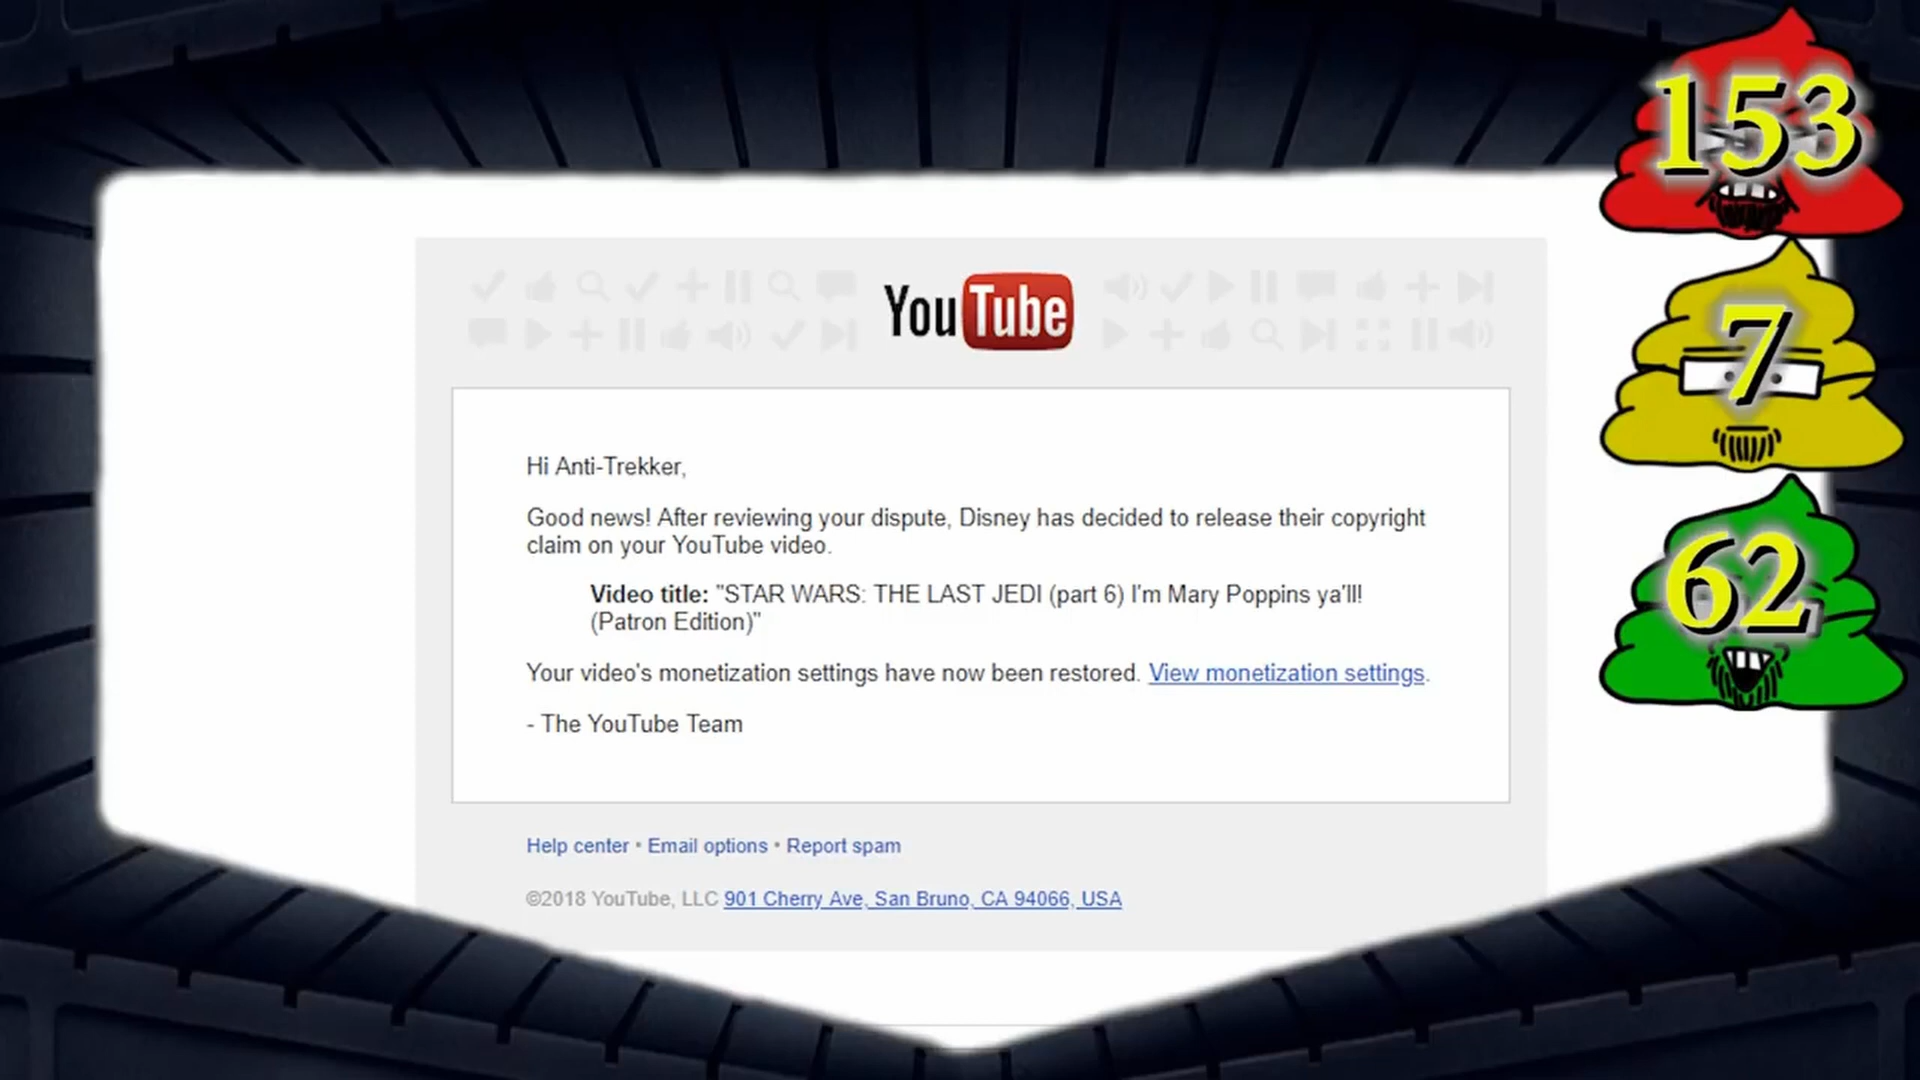 153
YouTube
7
Hi Anti-Trekker,
Good news! After reviewing your dispute, Disney has decided to release their copyright
claim on your YouTube video.
Video title: "STAR WARS: THE LAST JEDI (part 6) I'm Mary Poppins ya'll!
(Patron Edition)"
62
Your video's monetization settings have now been restored. View monetization settings.
- The YouTube Team
Help center • Email options • Report spam
©2018 YouTube, LLC 901 Cherry Ave, San Bruno, CA 94066, USA